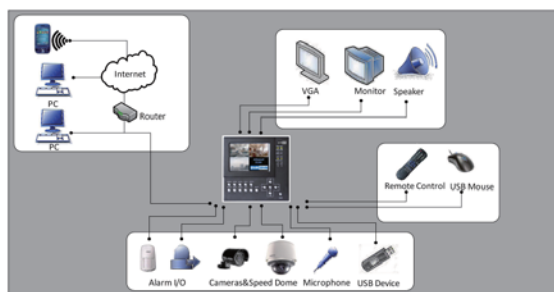 Internet
PC
Router
PC
VGA
Monitor
Speaker
Remote Control
USB Mouse
Alarm I/O
Cameras&Speed Dome
Microphone
USB Device